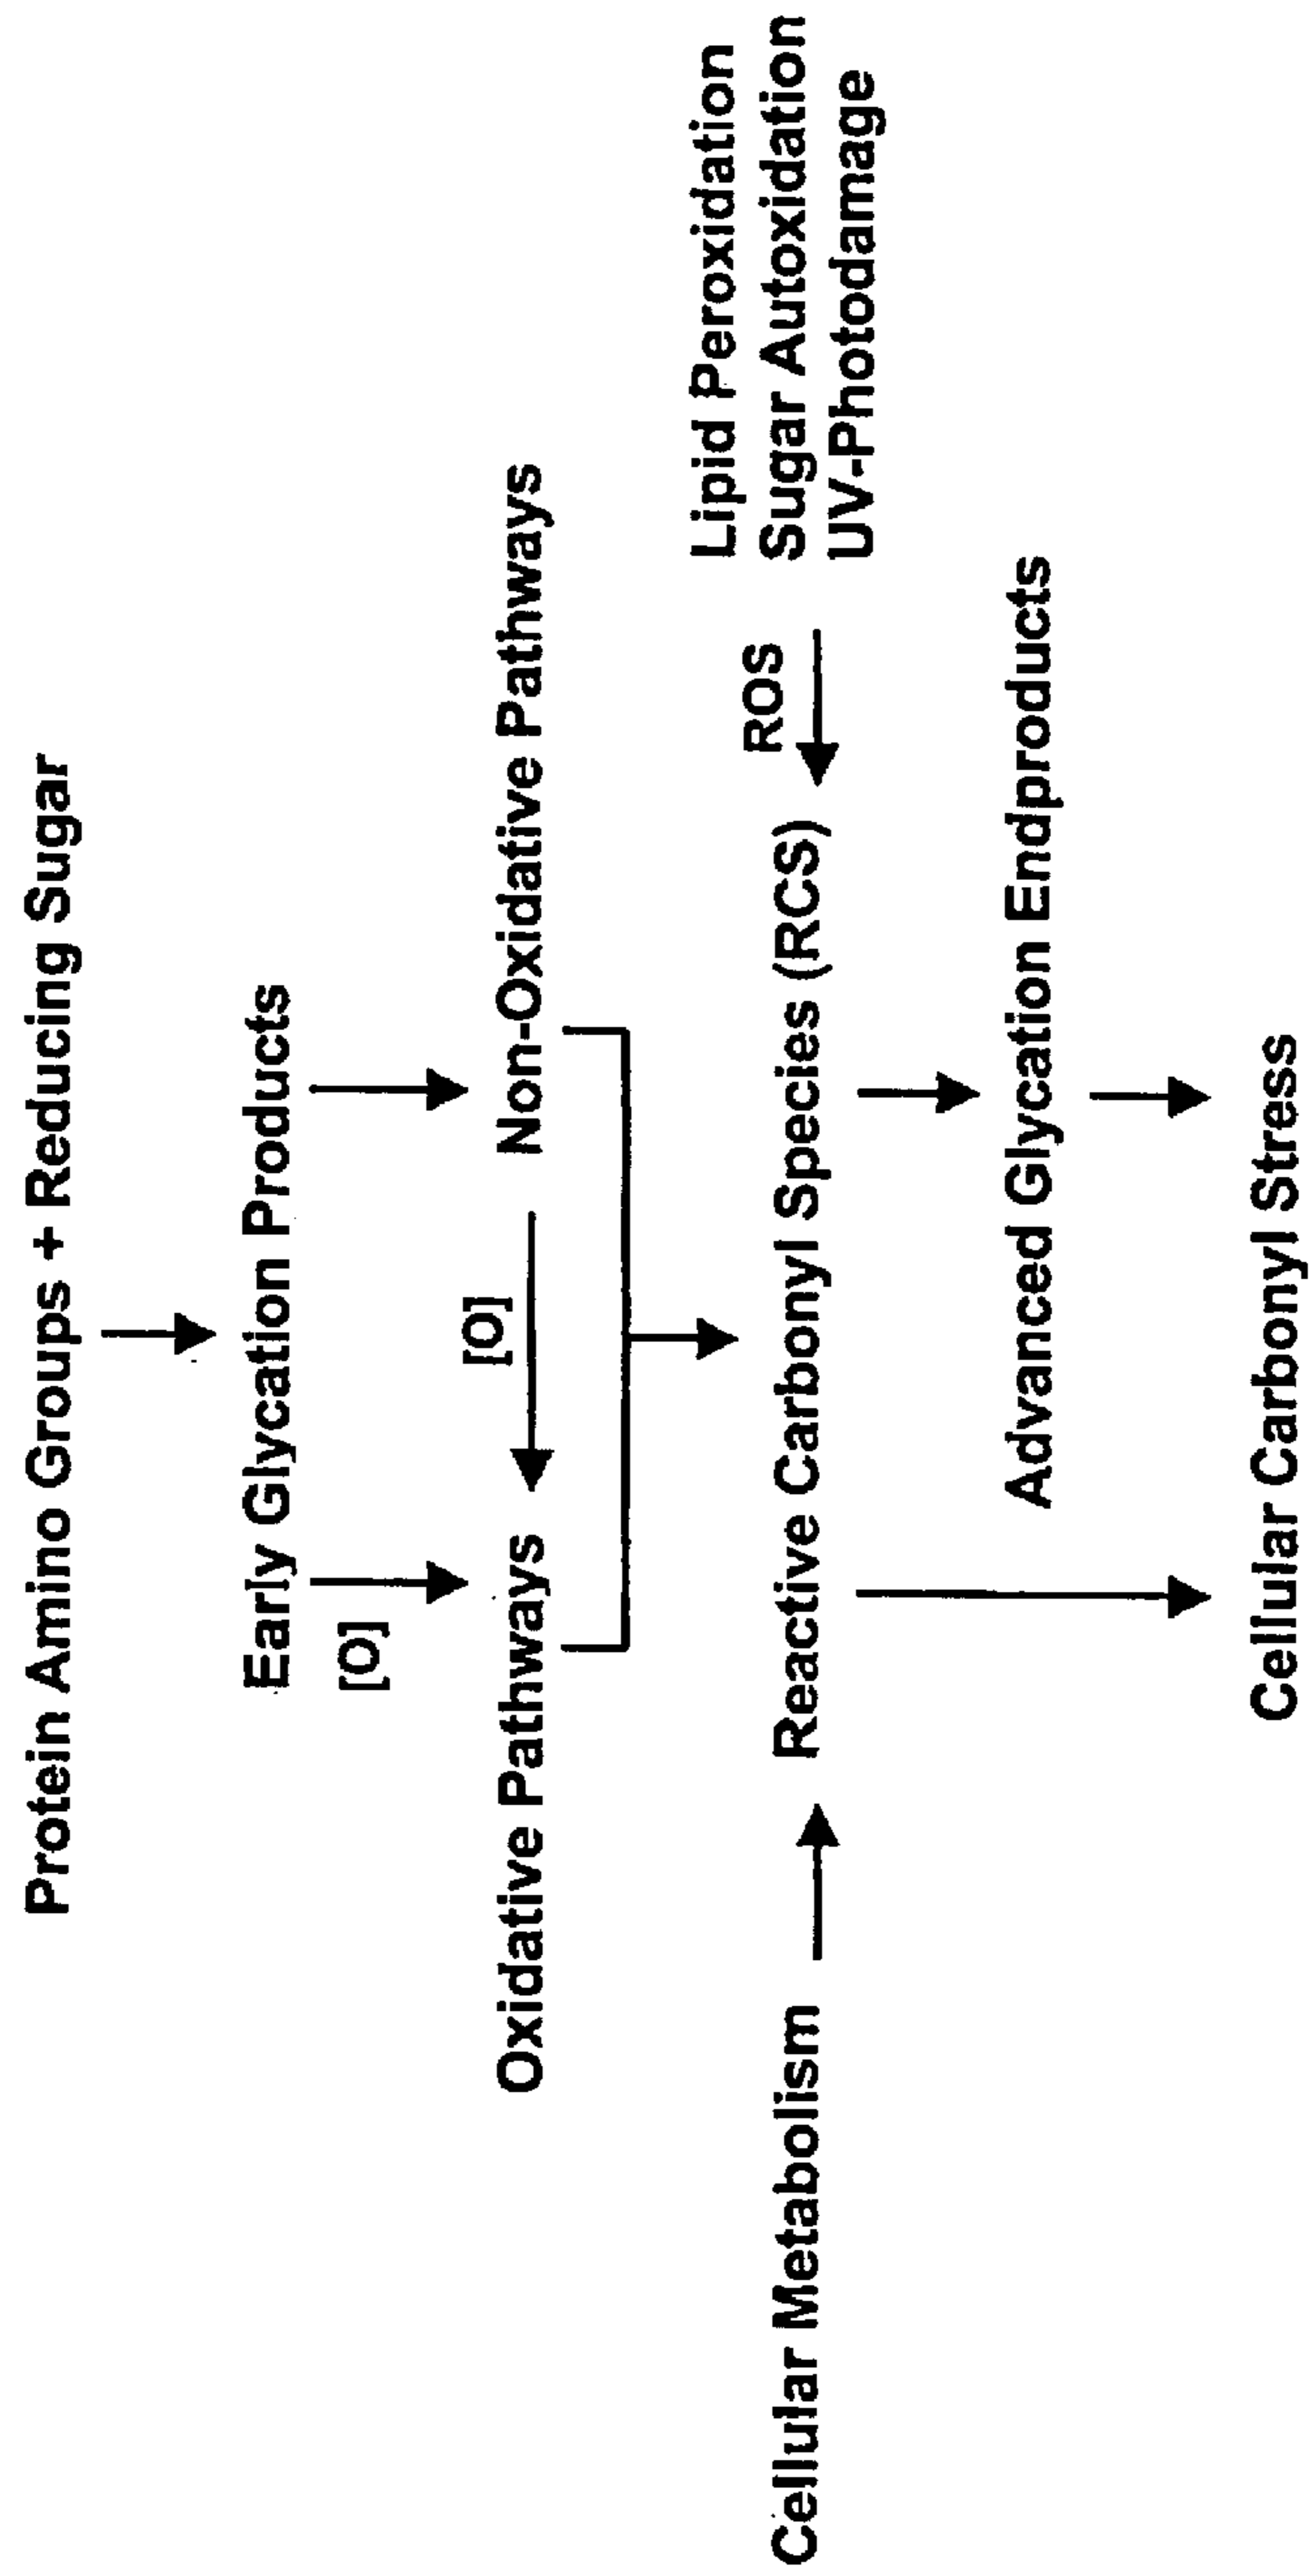 Protein Amino Groups + Reducing Sugar
Early Glycation Products
[O]
Oxidative Pathways
[O]
Non-Oxidative Pathways
Cellular Metabolism
Reactive Carbonyl Species (RCS)
ROS
Lipid Peroxidation
Sugar Autoxidation
UV-Photodamage
Advanced Glycation Endproducts
Cellular Carbonyl Stress